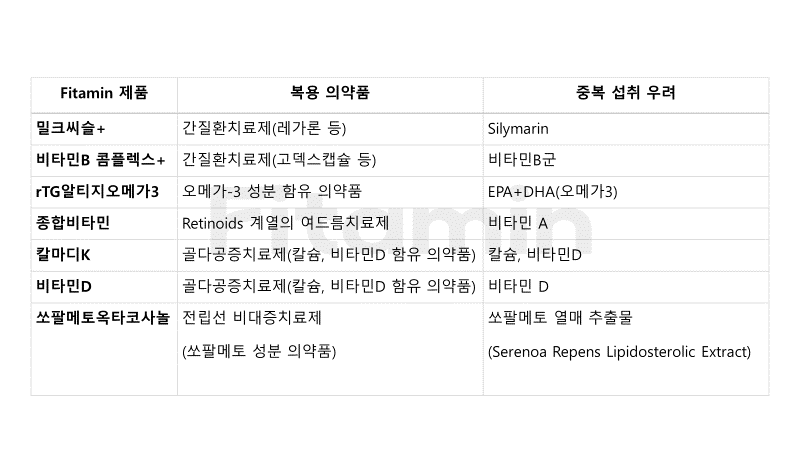 Fitamin 제품 복용 의약품 중복 섭취 우려
밀크씨슬+ 간질환치료제(레가론 등) Silymarin
비타민B 콤플렉스+ 간질환치료제(고덱스캡슐 등) 비타민B군
rTG알티지오메가3 오메가-3 성분 함유 의약품 EPA+DHA(오메가3)
종합비타민 Retinoids 계열의 여드름치료제 비타민 A
칼마디K 골다공증치료제(칼슘, 비타민D 함유 의약품) 칼슘, 비타민D
비타민D 골다공증치료제(칼슘, 비타민D 함유 의약품) 비타민 D
쏘팔메토옥타코사놀 전립선 비대증치료제 쏘팔메토 열매 추출물
(쏘팔메토 성분 의약품) (Serenoa Repens Lipidosterolic Extract)
Fitamin